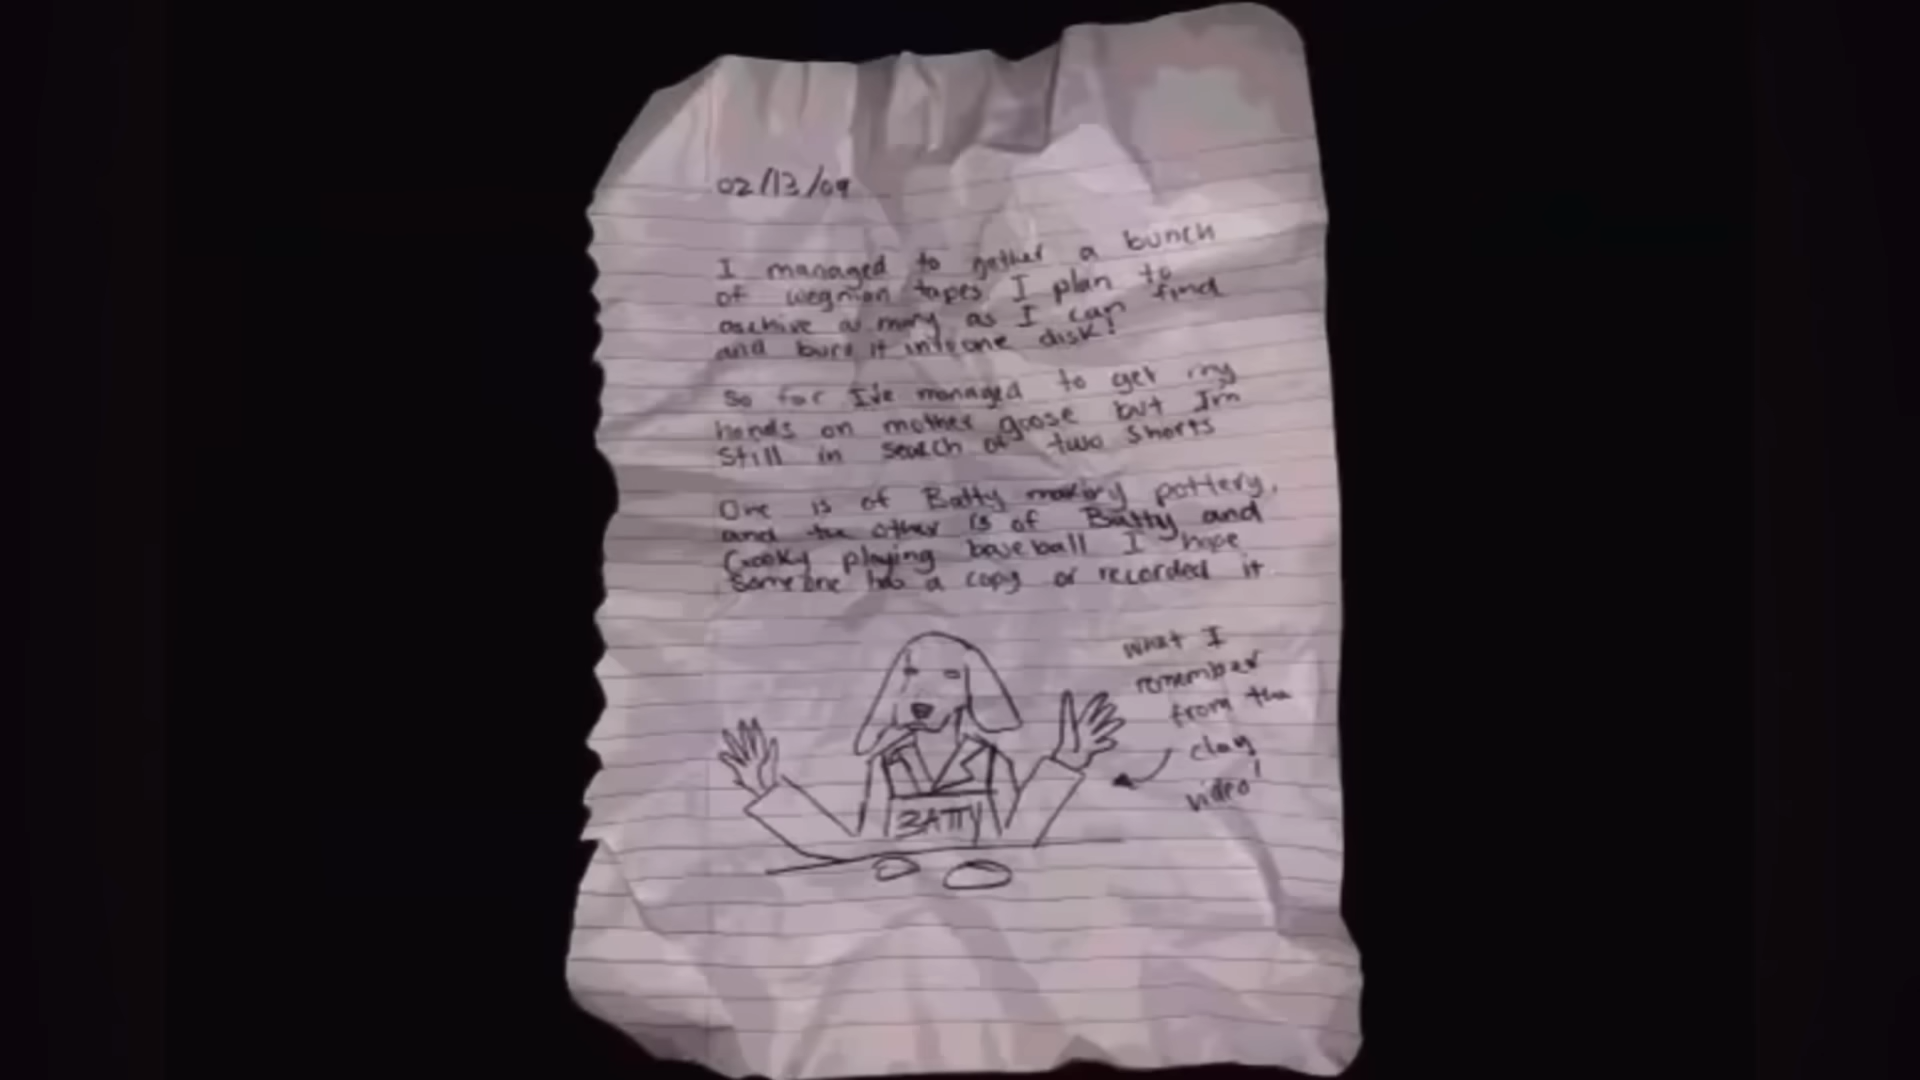 02/13/09
I managed to gether a bunch
of wegman tapes I plan to
aschive as many as I can find
and burn it into one disk!
So far I've managed to get my
hands on mother goose but I'm
still in search of two shorts
One is of Batty making pottery,
and the other is of Batty and
Crooky playing baseball I hope
someone has a copy or recorded it
what I
remember
from the
clay
video!
BATTY